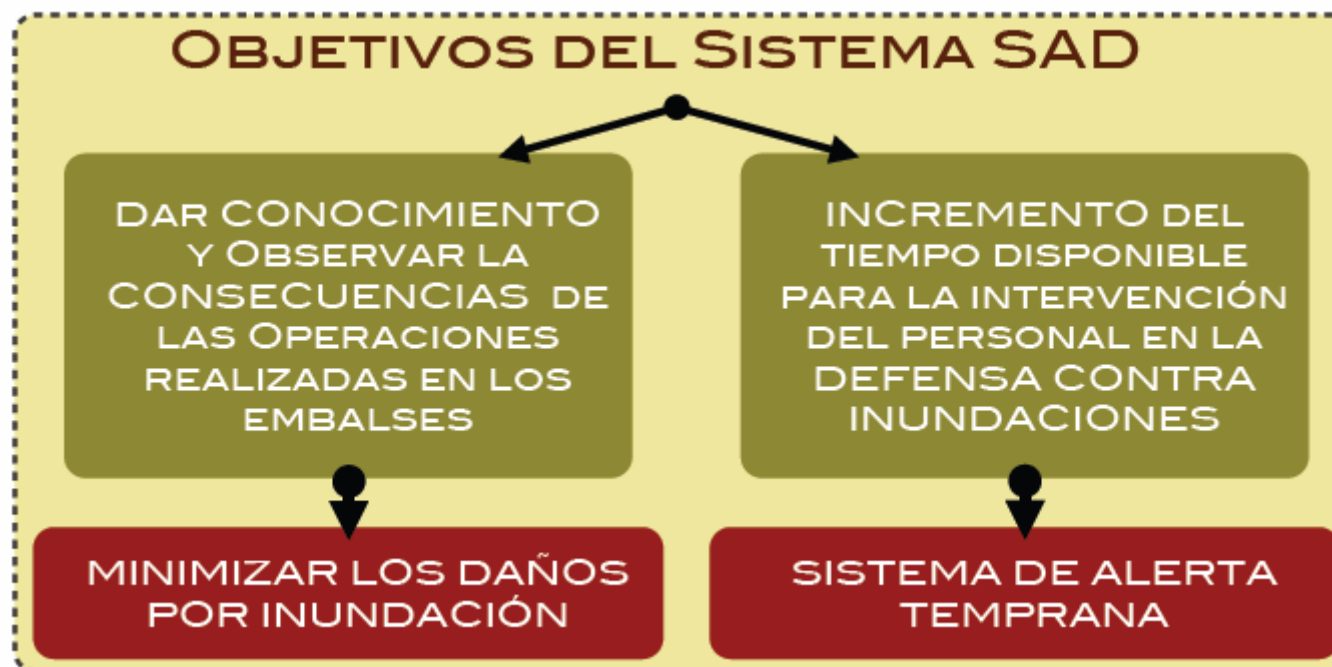 OBJETIVOS DEL SISTEMA SAD
DAR CONOCIMIENTO
Y OBSERVAR LA
CONSECUENCIAS DE
LAS OPERACIONES
REALIZADAS EN LOS
EMBALSES
INCREMENTO DEL
TIEMPO DISPONIBLE
PARA LA INTERVENCIÓN
DEL PERSONAL EN LA
DEFENSA CONTRA
INUNDACIONES
MINIMIZAR LOS DAÑOS
POR INUNDACIÓN
SISTEMA DE ALERTA
TEMPRANA